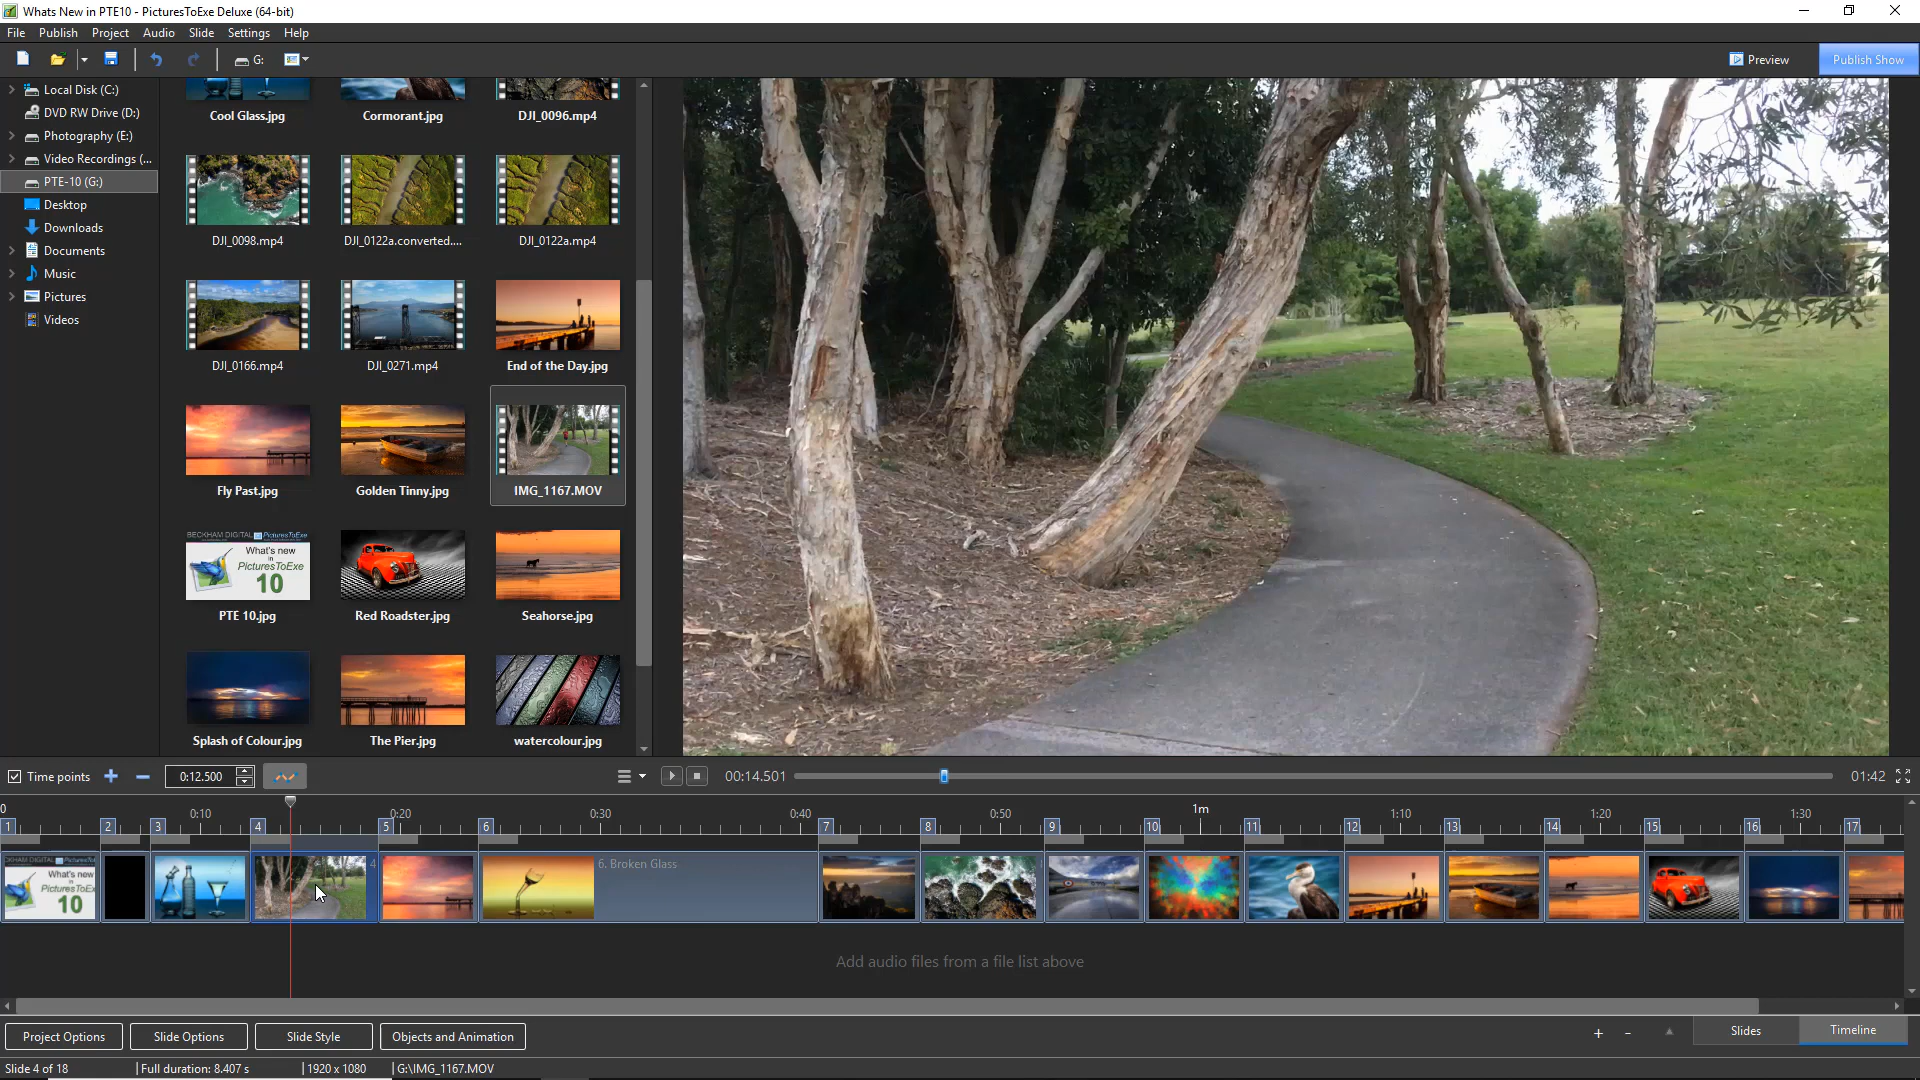 Whats New in PTE10 - PicturesToExe Deluxe (64-bit)
File Publish Project Audio Slide Settings Help
G: Preview Publish Show
Local Disk (C:)
DVD RW Drive (D:)
Photography (E:)
Video Recordings (...
PTE-10 (G:)
Desktop
Downloads
Documents
Music
Pictures
Videos
Cool Glass.jpg Cormorant.jpg DJI_0096.mp4
DJI_0098.mp4 DJI_0122a.converted.... DJI_0122a.mp4
DJI_0166.mp4 DJI_0271.mp4 End of the Day.jpg
Fly Past.jpg Golden Tinny.jpg IMG_1167.MOV
BECKHAM DIGITAL PicturesToExe
What's new
in
PicturesToExe
10
PTE 10.jpg Red Roadster.jpg Seahorse.jpg
Splash of Colour.jpg The Pier.jpg watercolour.jpg
Time points 0:12.500 00:14.501 01:42
0 0:10 0:20 0:30 0:40 0:50 1m 1:10 1:20 1:30
1 2 3 4 5 6 7 8 9 10 11 12 13 14 15 16 17
What's new
in
PicturesToEx
10
4
6. Broken Glass
Add audio files from a file list above
Project Options Slide Options Slide Style Objects and Animation + - Slides Timeline
Slide 4 of 18 Full duration: 8.407 s 1920 x 1080 G:\IMG_1167.MOV